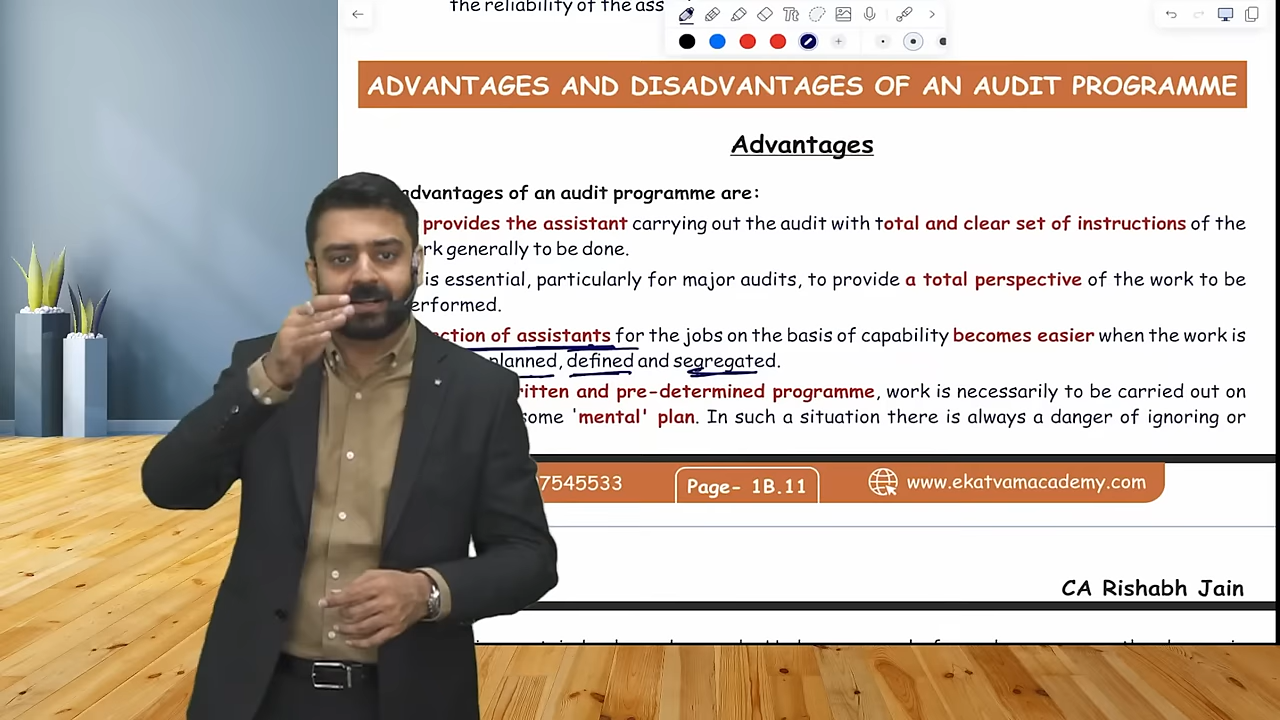 the reliability of the ass
Tt
ADVANTAGES AND DISADVANTAGES OF AN AUDIT PROGRAMME
Advantages
advantages of an audit programme are:
provides the assistant carrying out the audit with total and clear set of instructions of the
rk generally to be done.
is essential, particularly for major audits, to provide a total perspective of the work to be
erformed.
ction of assistants for the jobs on the basis of capability becomes easier when the work is
planned, defined and segregated.
ritten and pre-determined programme, work is necessarily to be carried out on
some 'mental' plan. In such a situation there is always a danger of ignoring or
7545533
Page- 1B.11
www.ekatvamacademy.com
CA Rishabh Jain